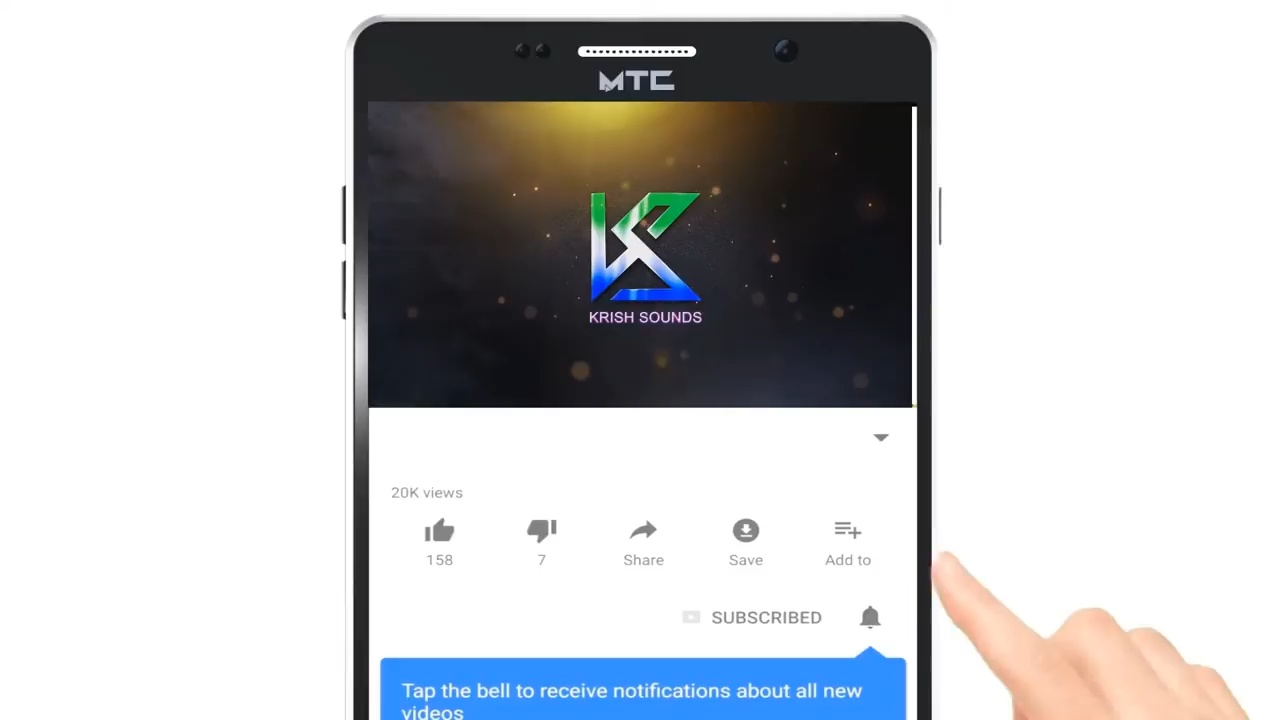 MTC
KS
KRISH SOUNDS
20K views
158
7
Share
Save
Add to
SUBSCRIBED
Tap the bell to receive notifications about all new
videos